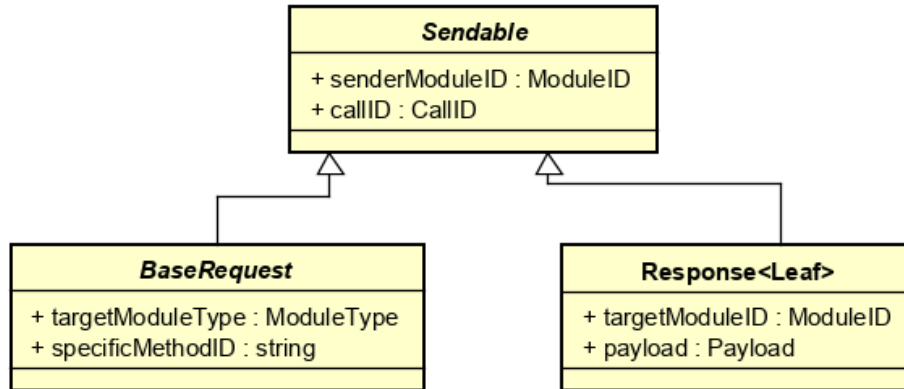 Sendable
+ senderModuleID : ModuleID
+ callID : CallID
BaseRequest
+ targetModuleType : ModuleType
+ specificMethodID : string
Response<Leaf>
+ targetModuleID : ModuleID
+ payload : Payload